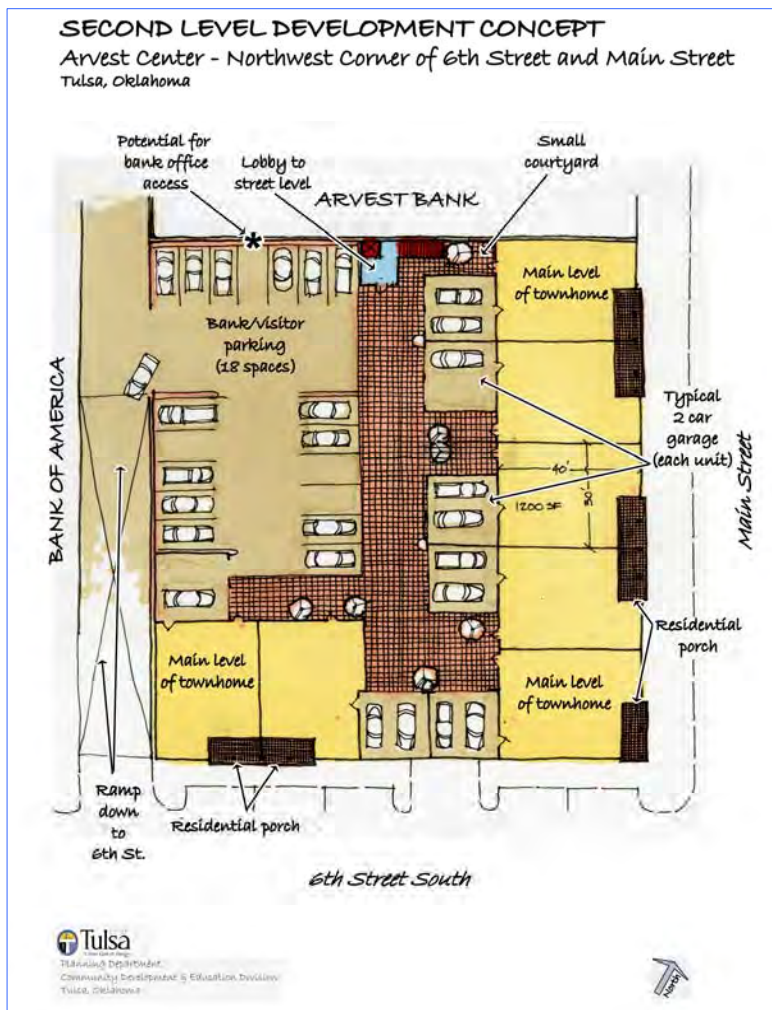 SECOND LEVEL DEVELOPMENT CONCEPT
Arvest Center - Northwest Corner of 6th Street and Main Street
Tulsa, Oklahoma
Potential for
bank office
access
Lobby to
street level
Small
courtyard
ARVEST BANK
*
Main level
of townhome
Bank/visitor
parking
(18 spaces)
BANK OF AMERICA
Typical
2 car
garage
(each unit)
Main Street
40'
1200 SF
30'
Residential
porch
Main level
of townhome
Main level
of townhome
Ramp
down
to
6th St.
Residential porch
6th Street South
Tulsa
Planning Department
Community Development & Education Division
Tulsa, Oklahoma
North